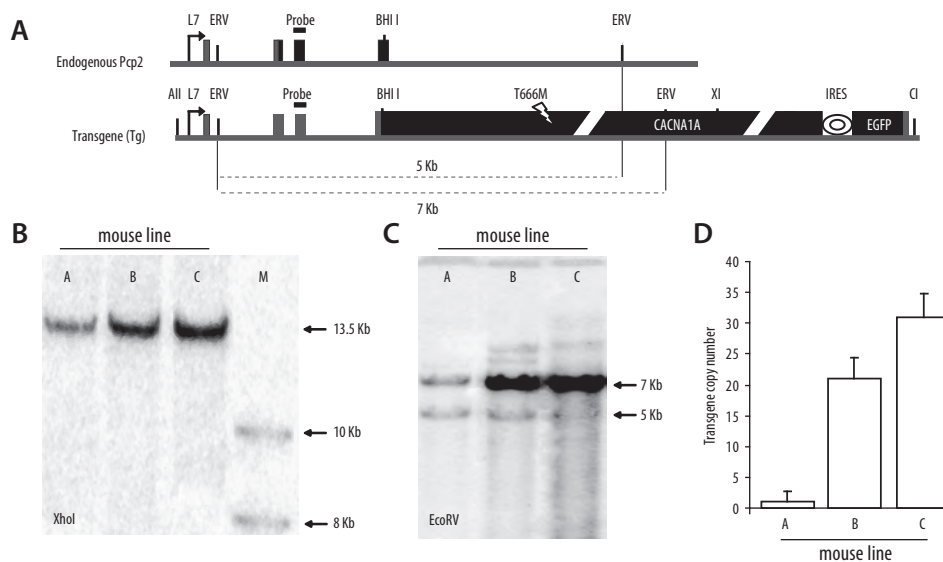 A
L7 ERV Probe BHI I ERV
Endogenous Pcp2
AII L7 ERV Probe BHI I T666M ERV XI IRES CI
Transgene (Tg) CACNA1A EGFP
5 Kb
7 Kb
B
mouse line
A B C M
13.5 Kb
10 Kb
8 Kb
XhoI
C
mouse line
A B C
7 Kb
5 Kb
EcoRV
D
Transgene copy number
40
35
30
25
20
15
10
5
0
A B C
mouse line